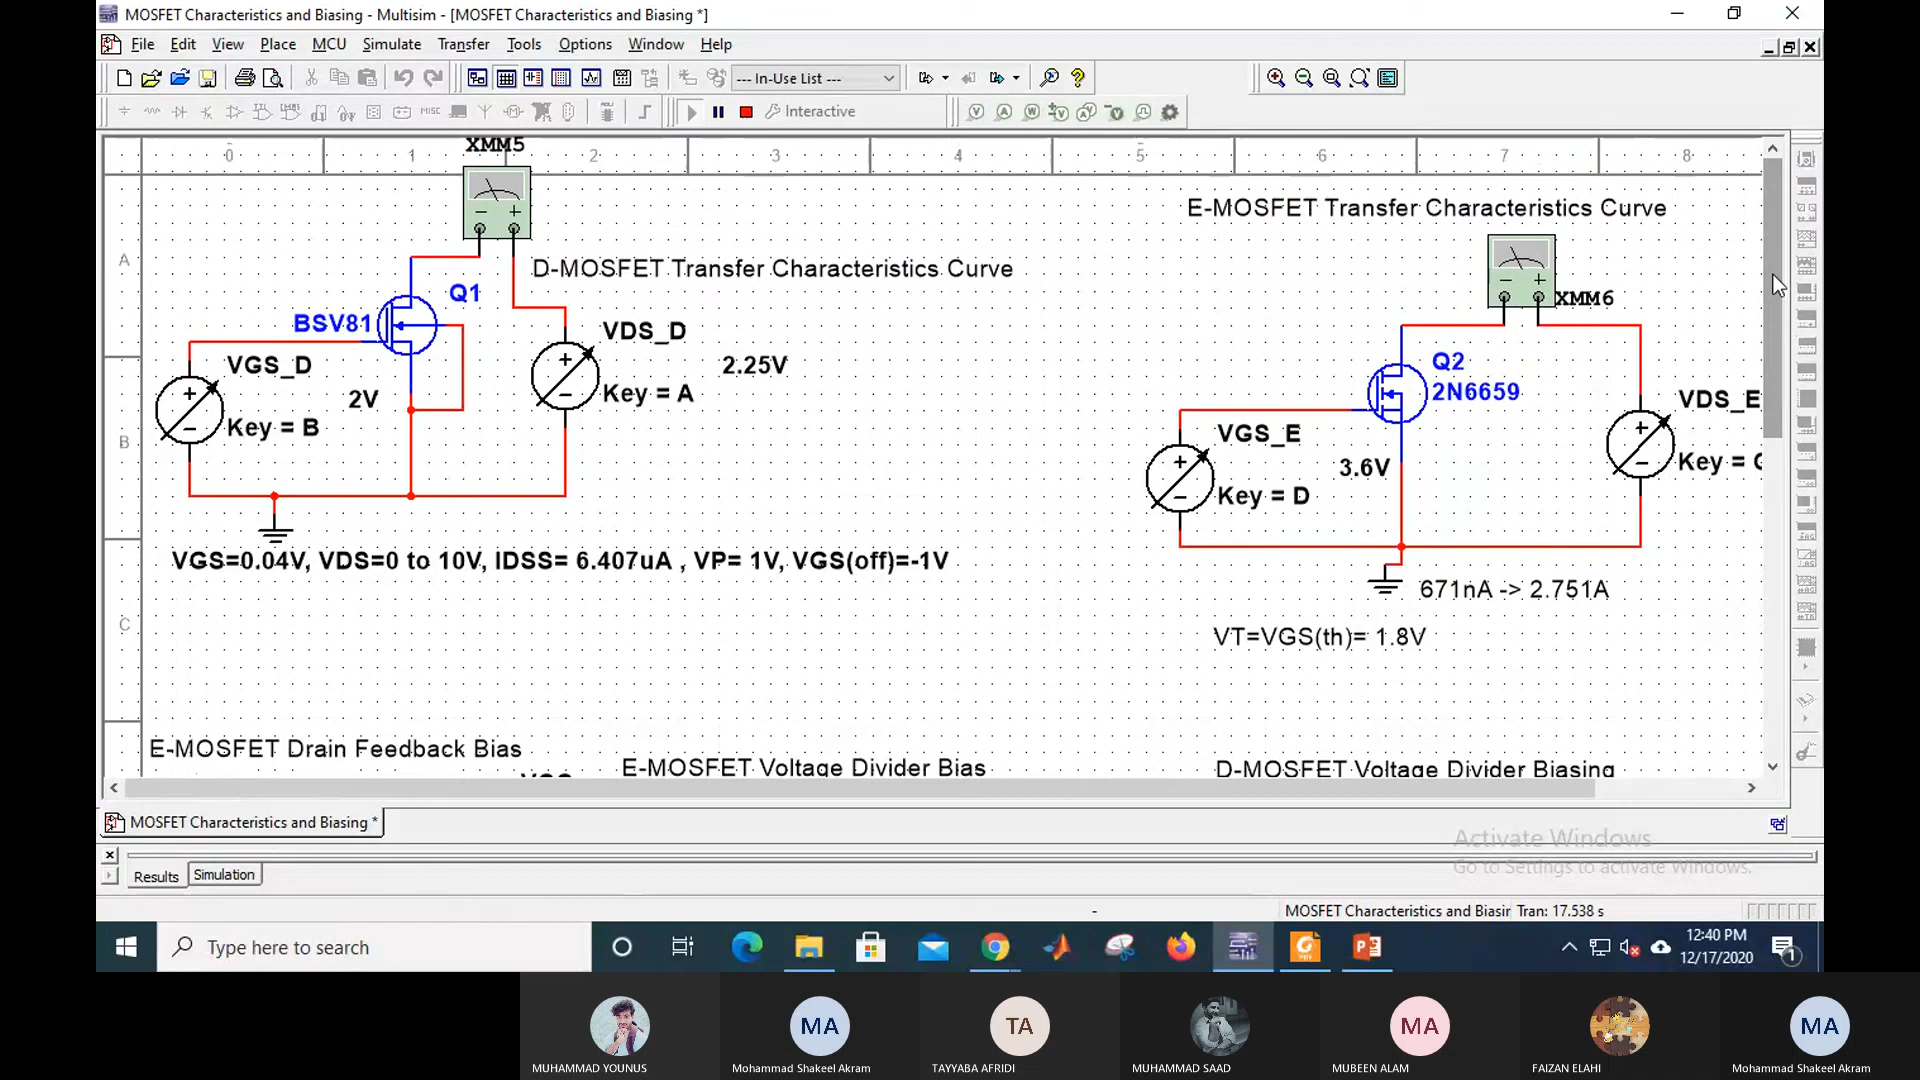 MOSFET Characteristics and Biasing - Multisim - [MOSFET Characteristics and Biasing *]
File Edit View Place MCU Simulate Transfer Tools Options Window Help
--- In-Use List ---
MISC
Interactive
0 1 2 3 4 5 6 7 8
A
B
C
XMM5
D-MOSFET Transfer Characteristics Curve
Q1
BSV81
VDS_D
2.25V
Key = A
VGS_D
2V
Key = B
VGS=0.04V, VDS=0 to 10V, IDSS= 6.407uA , VP= 1V, VGS(off)=-1V
E-MOSFET Transfer Characteristics Curve
XMM6
Q2
2N6659
VDS_E
VGS_E
3.6V
Key = D
671nA -> 2.751A
VT=VGS(th)= 1.8V
E-MOSFET Drain Feedback Bias
E-MOSFET Voltage Divider Bias
D-MOSFET Voltage Divider Biasing
MOSFET Characteristics and Biasing *
Activate Windows
Go to Settings to activate Windows.
Results Simulation
-
MOSFET Characteristics and Biasir Tran: 17.538 s
Type here to search
12:40 PM
12/17/2020
1
MA TA MA MA
MUHAMMAD YOUNUS
Mohammad Shakeel Akram
TAYYABA AFRIDI
MUHAMMAD SAAD
MUBEEN ALAM
FAIZAN ELAHI
Mohammad Shakeel Akram